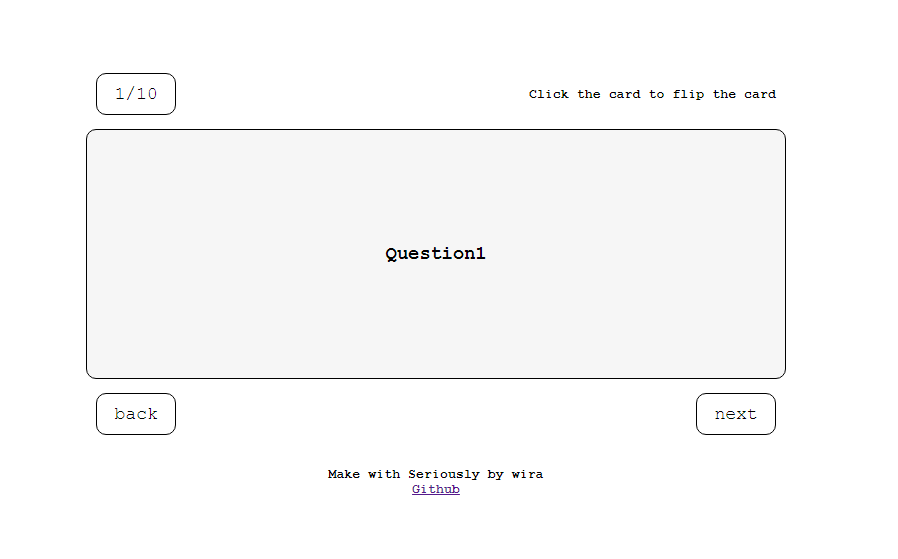 1/10
Click the card to flip the card
Question1
back
next
Make with Seriously by wira
Github